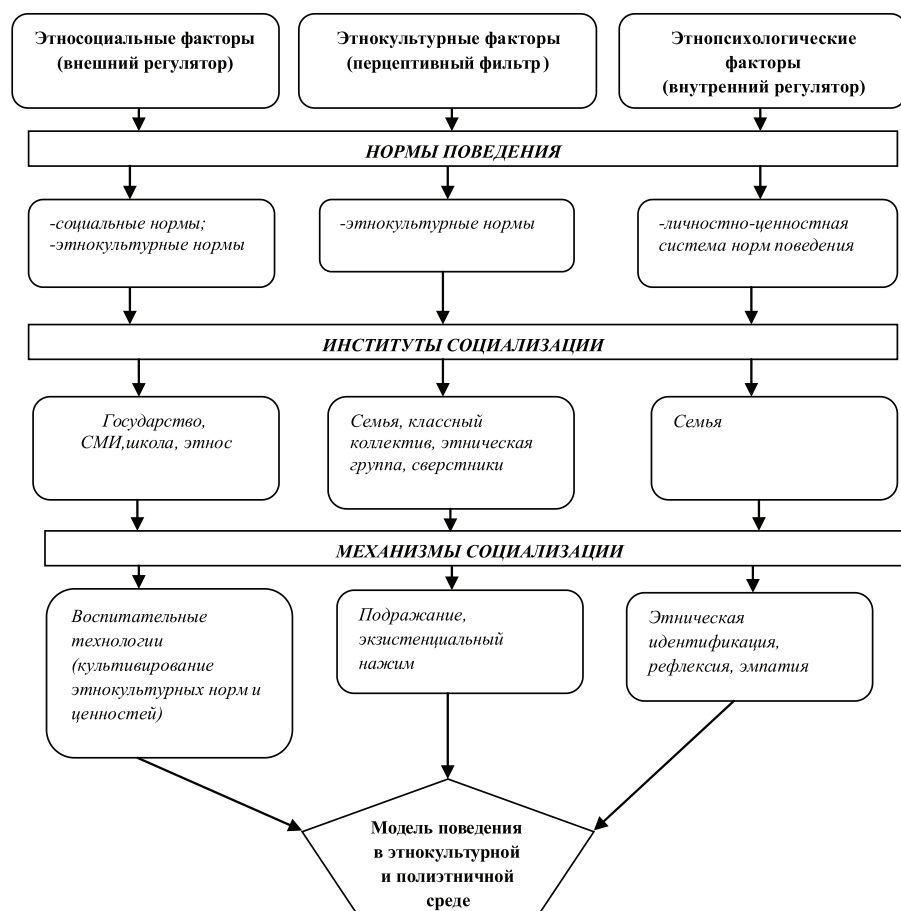 Этносоциальные факторы
(внешний регулятор)
Этнокультурные факторы
(перцептивный фильтр)
Этнопсихологические
факторы
(внутренний регулятор)
НОРМЫ ПОВЕДЕНИЯ
-социальные нормы;
-этнокультурные нормы
-этнокультурные нормы
-личностно-ценностная
система норм поведения
ИНСТИТУТЫ СОЦИАЛИЗАЦИИ
Государство,
СМИ,школа, этнос
Семья, классный
коллектив, этническая
группа, сверстники
Семья
МЕХАНИЗМЫ СОЦИАЛИЗАЦИИ
Воспитательные
технологии
(культивирование
этнокультурных норм и
ценностей)
Подражание,
экзистенциальный
нажим
Этническая
идентификация,
рефлексия, эмпатия
Модель поведения
в этнокультурной
и полиэтничной
среде